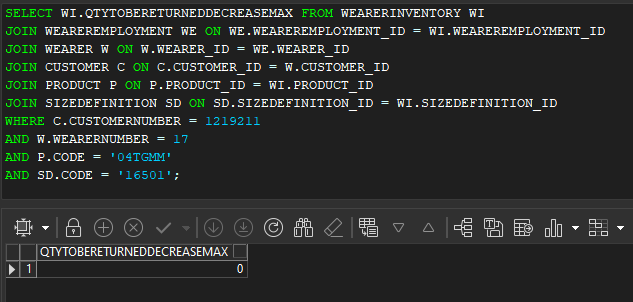 SELECT WI.QTYTOBERETURNEDDECREASEMAX FROM WEARERINVENTORY WI
JOIN WEAREREMPLOYMENT WE ON WE.WEAREREMPLOYMENT_ID = WI.WEAREREMPLOYMENT_ID
JOIN WEARER W ON W.WEARER_ID = WE.WEARER_ID
JOIN CUSTOMER C ON C.CUSTOMER_ID = W.CUSTOMER_ID
JOIN PRODUCT P ON P.PRODUCT_ID = WI.PRODUCT_ID
JOIN SIZEDEFINITION SD ON SD.SIZEDEFINITION_ID = WI.SIZEDEFINITION_ID
WHERE C.CUSTOMERNUMBER = 1219211
AND W.WEARERNUMBER = 17
AND P.CODE = '04TGMM'
AND SD.CODE = '16501';
QTYTOBERETURNEDDECREASEMAX
1 0